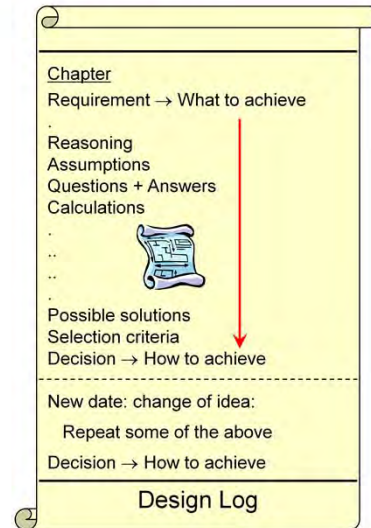 Chapter
Requirement → What to achieve
.
Reasoning
Assumptions
Questions + Answers
Calculations
.
..
..
.
Possible solutions
Selection criteria
Decision → How to achieve
New date: change of idea:
Repeat some of the above
Decision → How to achieve
Design Log